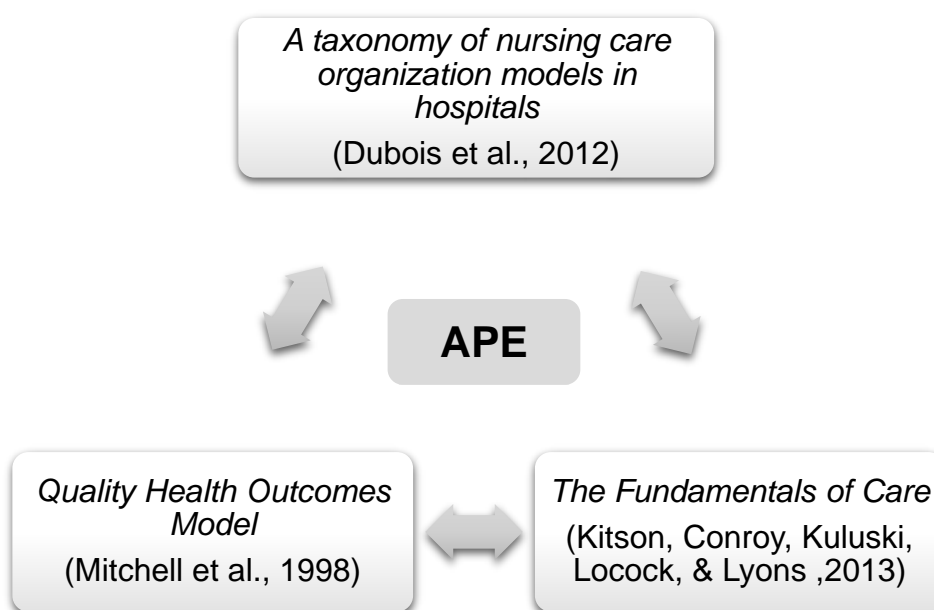 A taxonomy of nursing care
organization models in
hospitals
(Dubois et al., 2012)
APE
Quality Health Outcomes
Model
(Mitchell et al., 1998)
The Fundamentals of Care
(Kitson, Conroy, Kuluski,
Locock, & Lyons ,2013)